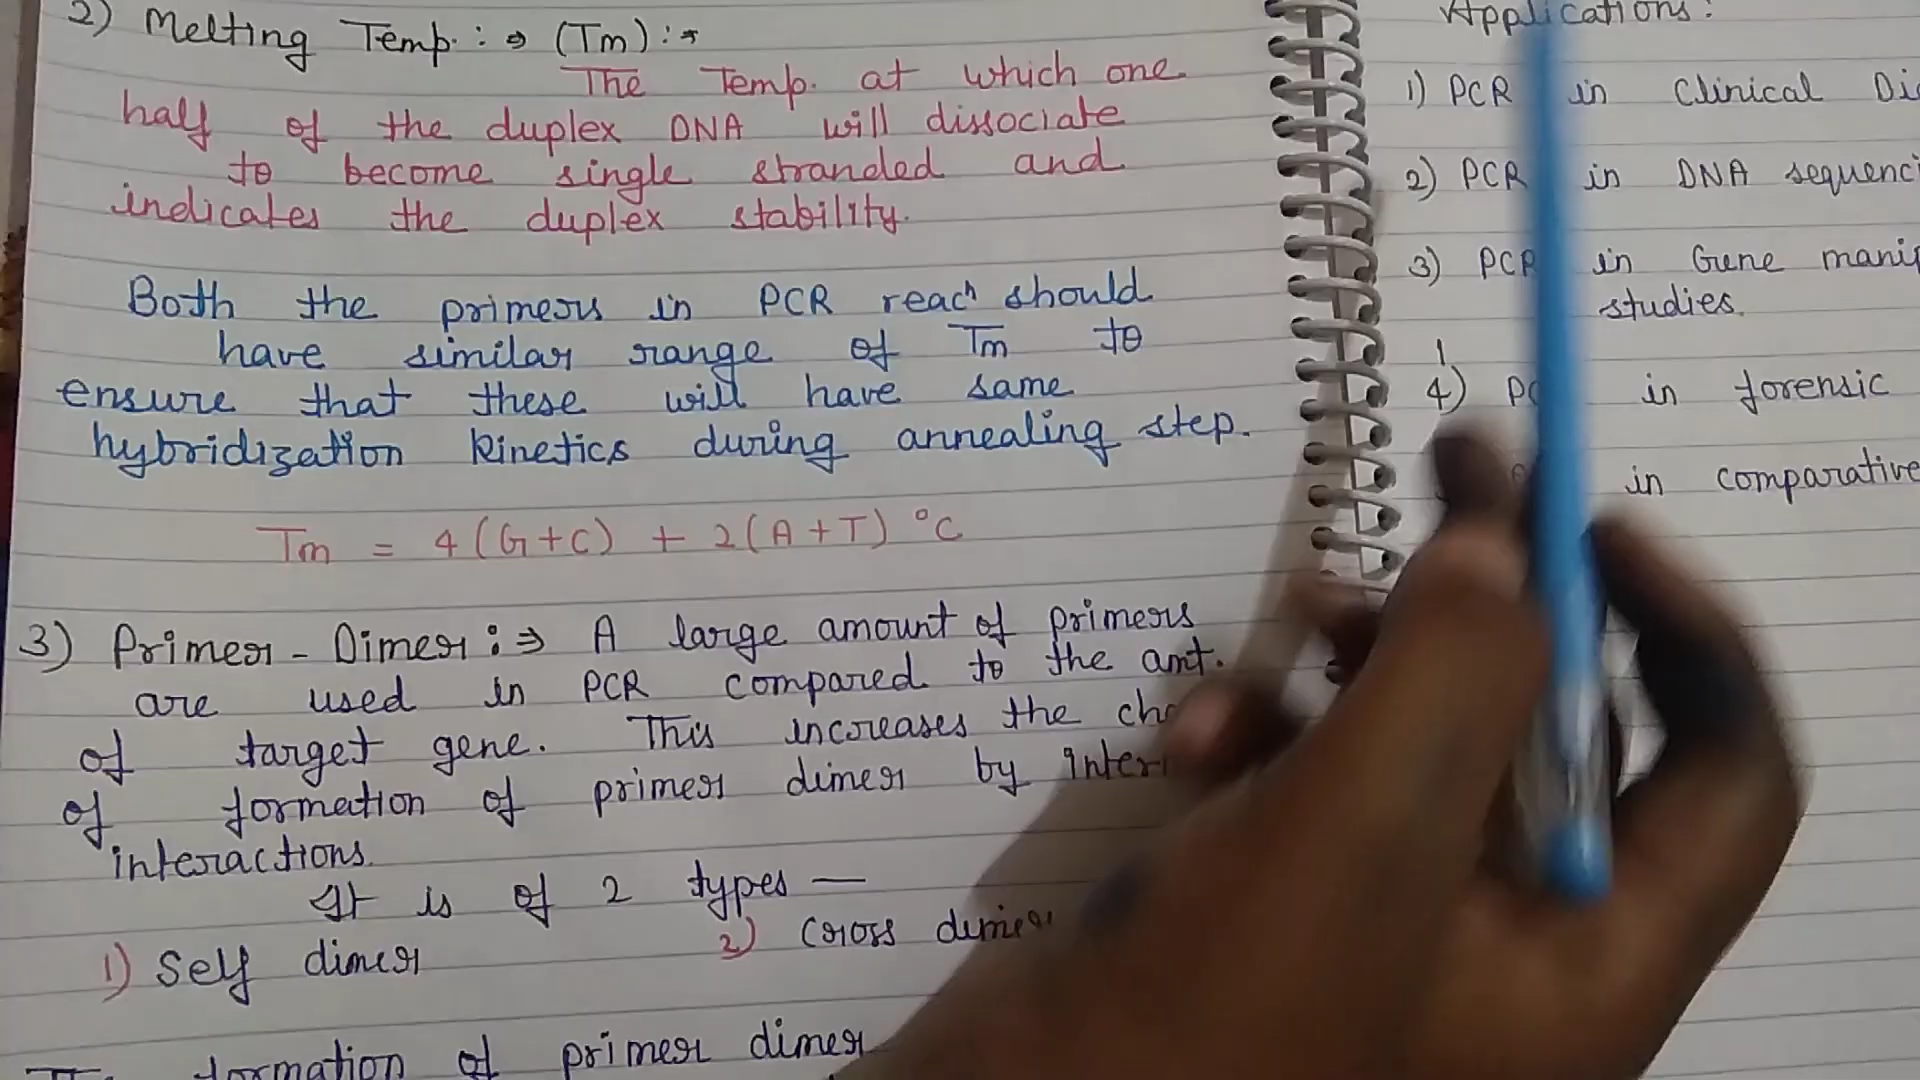 2) Melting Temp. :⇒ (Tm) :→
The Temp. at which one
half of the duplex DNA will dissociate
to become single stranded and
indicates the duplex stability.
Both the primers in PCR reacⁿ should
have similar range of Tm to
ensure that these will have same
hybridization kinetics during annealing step.
Tm = 4(G+C) + 2(A+T) °C
3) Primer - Dimer :⇒ A large amount of primers
are used in PCR compared to the amt.
of target gene. This increases the
of formation of primer dimer by
interactions.
It is of 2 types —
1) Self dimer 2) Cross dimer
formation of primer dimer
Applications :
1) PCR in Clinical
2) PCR in DNA
3) PCR in Gene
studies.
4) in forensic
in comparative